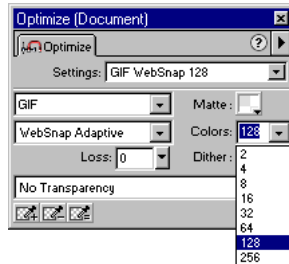 Optimize (Document)
Optimize
Settings: GIF WebSnap 128
GIF
Matte:
WebSnap Adaptive
Colors: 128
Loss: 0
Dither:
No Transparency
2
4
8
16
32
64
128
256